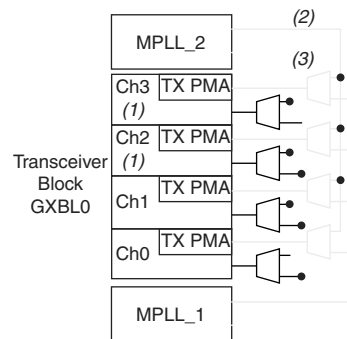 (2)
MPLL_2
(3)
Ch3 TX PMA
(1)
Ch2 TX PMA
(1)
Transceiver
Block
GXBL0
Ch1 TX PMA
Ch0 TX PMA
MPLL_1